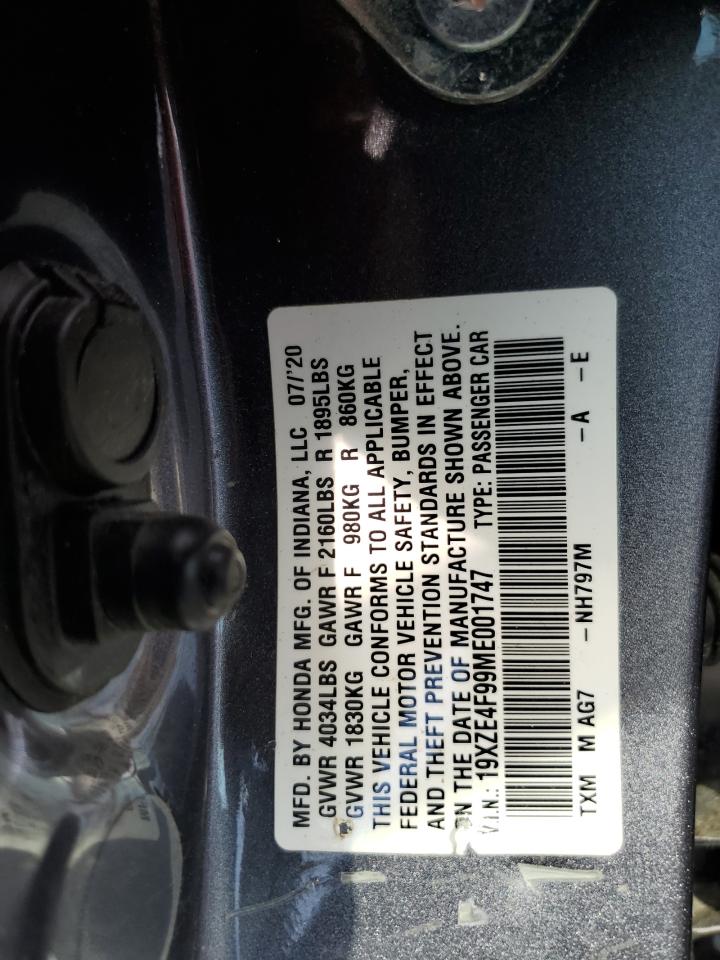 MFD. BY HONDA MFG. OF INDIANA, LLC 07/'20
GVWR 4034LBS GAWR F 2160LBS R 1895LBS
GVWR 1830KG GAWR F 980KG R 860KG
THIS VEHICLE CONFORMS TO ALL APPLICABLE
FEDERAL MOTOR VEHICLE SAFETY, BUMPER,
AND THEFT PREVENTION STANDARDS IN EFFECT
ON THE DATE OF MANUFACTURE SHOWN ABOVE.
V.I.N.: 19XZE4F99ME001747 TYPE: PASSENGER CAR
TXM M AG7 -NH797M -A -E